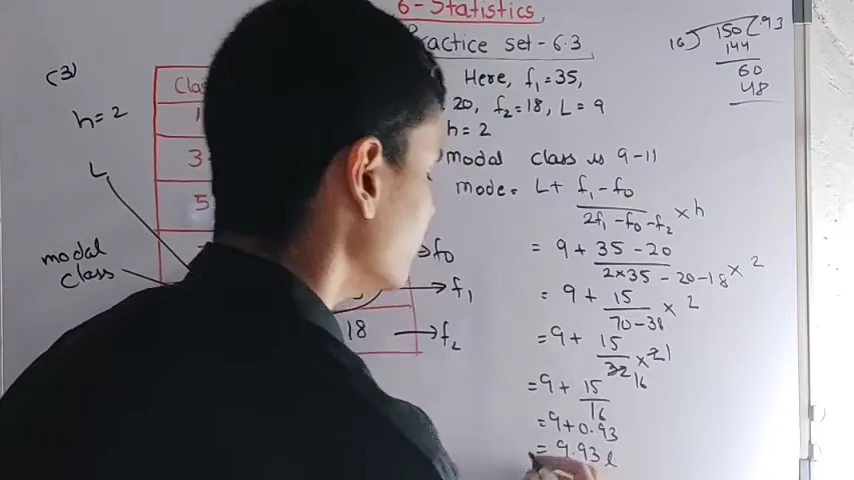 6-Statistics
Practice set-6.3
(3)
h=2
L
modal
class
Clas
1
3
5
18
f₀
f₁
f₂
Here, f₁=35,
20, f₂=18, L=9
h=2
modal class is 9-11
mode = L + f₁-f₀ / 2f₁-f₀-f₂ × h
= 9 + 35-20 / 2×35-20-18 × 2
= 9 + 15 / 70-38 × 2
= 9 + 15 / 32 16 × 2 1
= 9 + 15 / 16
= 9+0.93
= 9.93 l
16) 150 ( .93
144
60
48